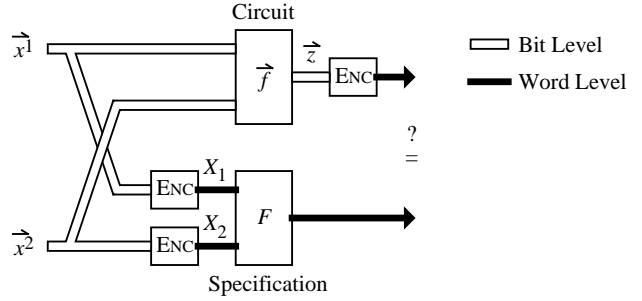 Circuit
x⃗¹
z⃗
Bit Level
f⃗
ENC
Word Level
?
=
X₁
ENC
F
X₂
x⃗²
ENC
Specification